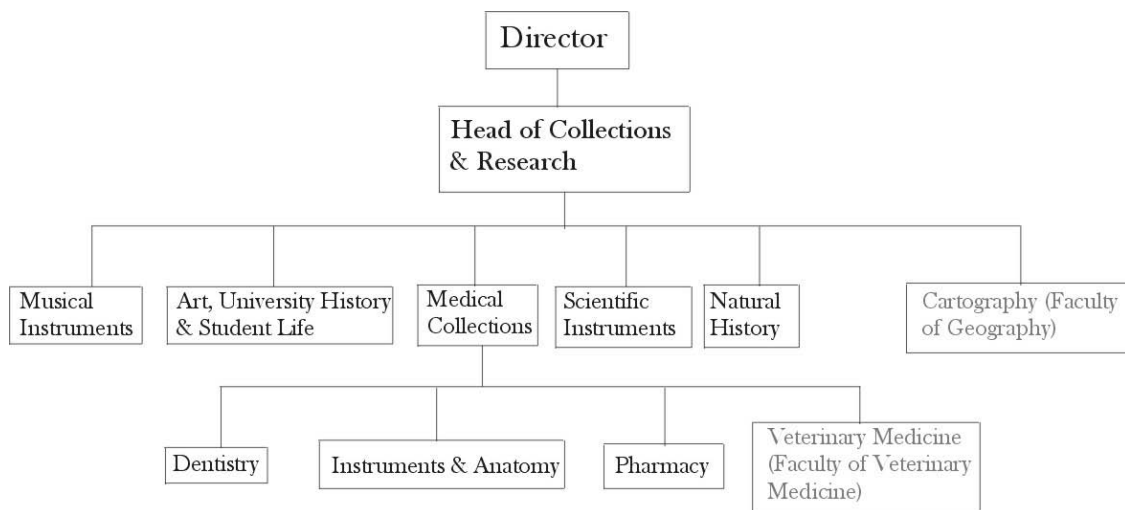 Director
Head of Collections
& Research
Musical
Instruments
Art, University History
& Student Life
Medical
Collections
Scientific
Instruments
Natural
History
Cartography (Faculty
of Geography)
Dentistry
Instruments & Anatomy
Pharmacy
Veterinary Medicine
(Faculty of Veterinary
Medicine)